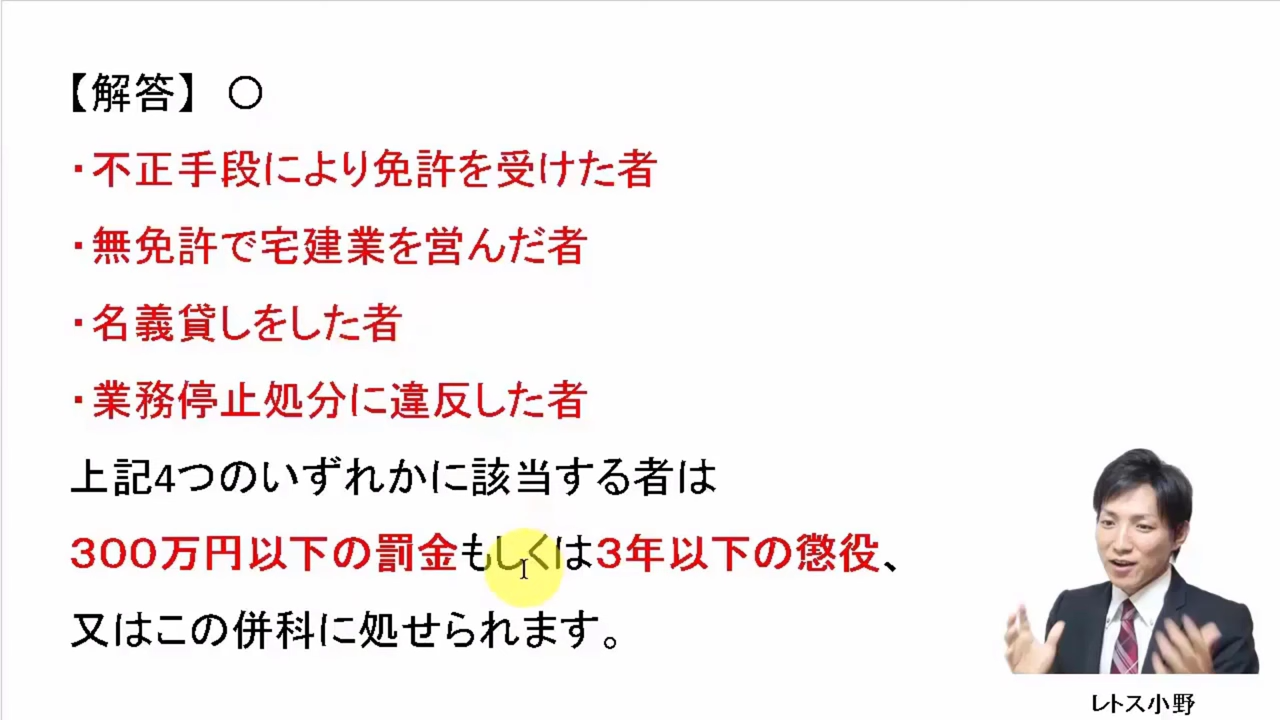 【解答】 〇
・不正手段により免許を受けた者
・無免許で宅建業を営んだ者
・名義貸しをした者
・業務停止処分に違反した者
上記4つのいずれかに該当する者は
３００万円以下の罰金もしくは３年以下の懲役、
又はこの併科に処せられます。
レトス小野